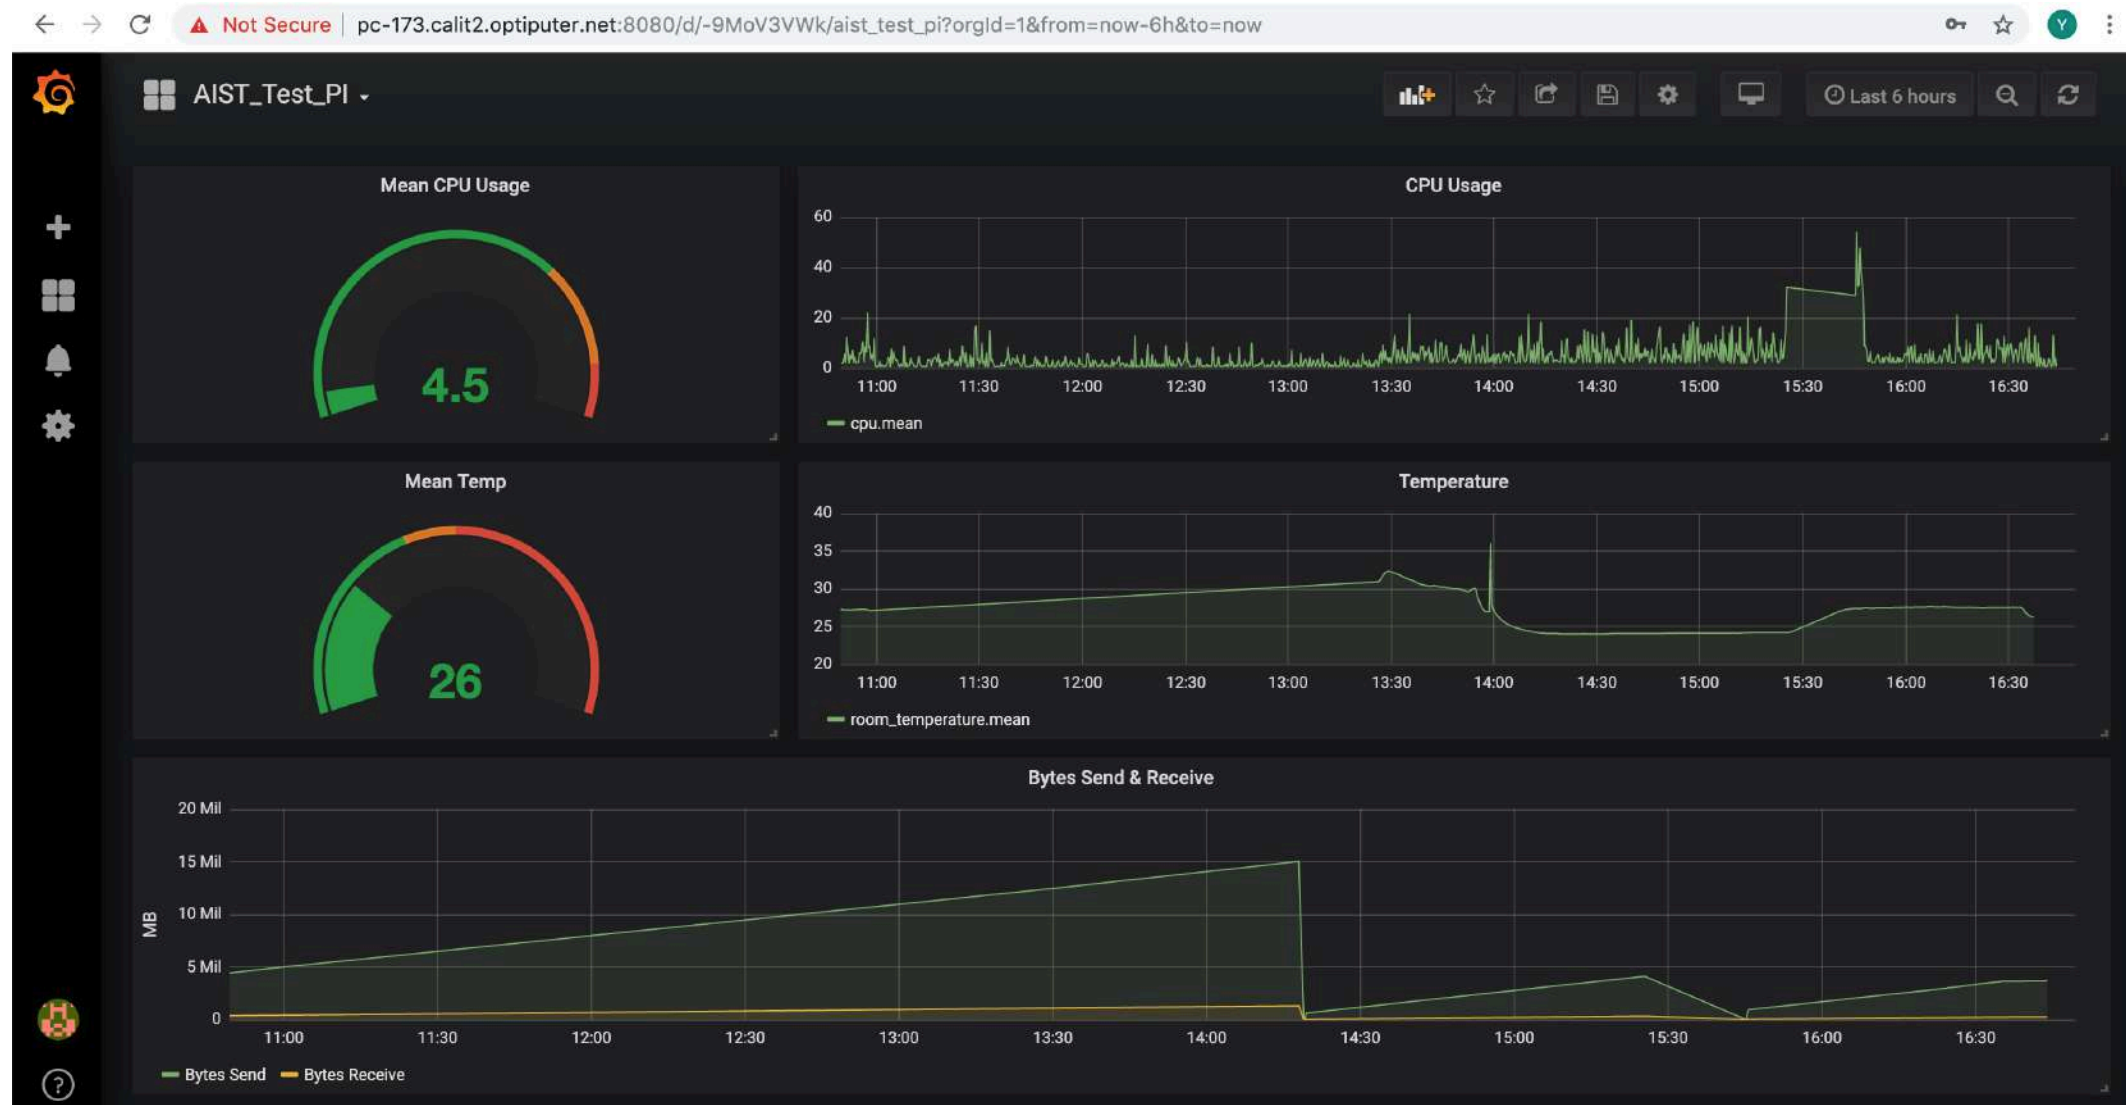 Not Secure pc-173.calit2.optiputer.net:8080/d/-9MoV3VWk/aist_test_pi?orgId=1&from=now-6h&to=now
Y
AIST_Test_PI
Last 6 hours
Mean CPU Usage
4.5
CPU Usage
60
40
20
0
11:00 11:30 12:00 12:30 13:00 13:30 14:00 14:30 15:00 15:30 16:00 16:30
cpu.mean
Mean Temp
26
Temperature
40
35
30
25
20
11:00 11:30 12:00 12:30 13:00 13:30 14:00 14:30 15:00 15:30 16:00 16:30
room_temperature.mean
Bytes Send & Receive
MB
20 Mil
15 Mil
10 Mil
5 Mil
0
11:00 11:30 12:00 12:30 13:00 13:30 14:00 14:30 15:00 15:30 16:00 16:30
Bytes Send Bytes Receive